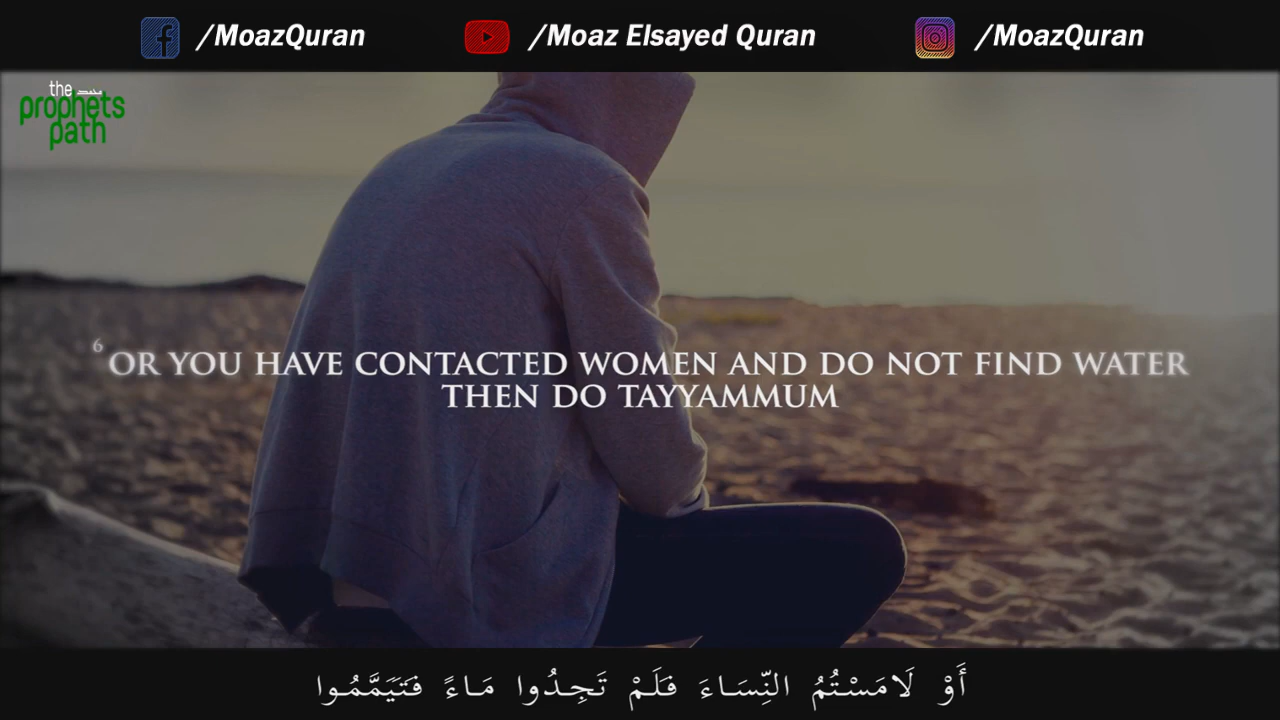 /MoazQuran
/Moaz Elsayed Quran
/MoazQuran
the
prophets
path
6 OR YOU HAVE CONTACTED WOMEN AND DO NOT FIND WATER
THEN DO TAYYAMMUM
أَوْ لَامَسْتُمُ النِّسَاءَ فَلَمْ تَجِدُوا مَاءً فَتَيَمَّمُوا